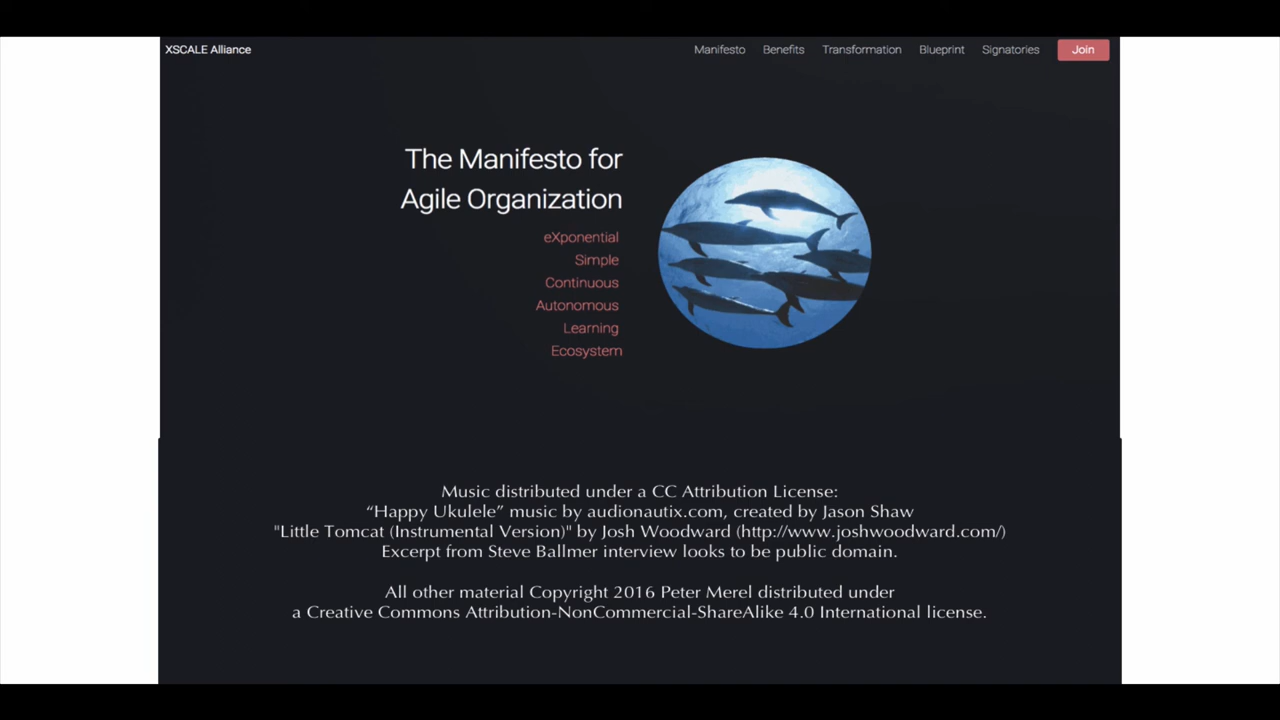 XSCALE Alliance
Manifesto Benefits Transformation Blueprint Signatories Join
The Manifesto for
Agile Organization
eXponential
Simple
Continuous
Autonomous
Learning
Ecosystem
Music distributed under a CC Attribution License:
“Happy Ukulele” music by audionautix.com, created by Jason Shaw
"Little Tomcat (Instrumental Version)" by Josh Woodward (http://www.joshwoodward.com/)
Excerpt from Steve Ballmer interview looks to be public domain.
All other material Copyright 2016 Peter Merel distributed under
a Creative Commons Attribution-NonCommercial-ShareAlike 4.0 International license.